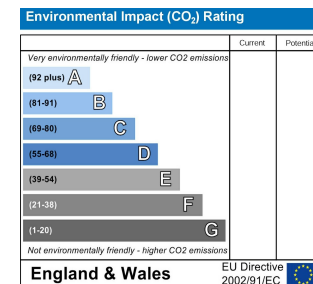 Environmental Impact (CO₂) Rating
Current Potentia
Very environmentally friendly - lower CO2 emissions
(92 plus) A
(81-91) B
(69-80) C
(55-68) D
(39-54) E
(21-38) F
(1-20) G
Not environmentally friendly - higher CO2 emissions
England & Wales
EU Directive
2002/91/EC